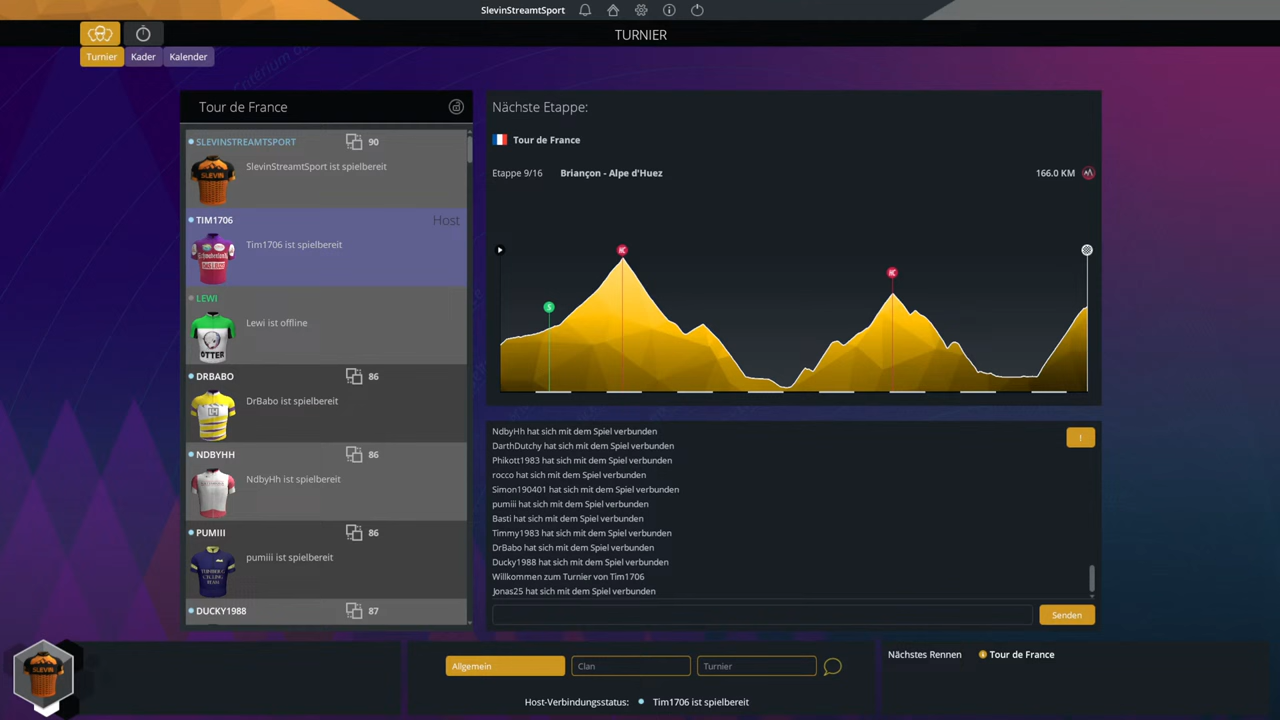 SlevinStreamtSport
TURNIER
Turnier
Kader
Kalender
Tour de France
SLEVINSTREAMTSPORT
90
SlevinStreamtSport ist spielbereit
SLEVIN
TIM1706
Host
Tim1706 ist spielbereit
LEWI
Lewi ist offline
OTTER
DRBABO
86
DrBabo ist spielbereit
NDBYHH
86
NdbyHh ist spielbereit
PUMIII
86
pumiii ist spielbereit
DUCKY1988
87
Nächste Etappe:
Tour de France
Etappe 9/16
Briançon - Alpe d'Huez
166.0 KM
HC
HC
S
NdbyHh hat sich mit dem Spiel verbunden
DarthDutchy hat sich mit dem Spiel verbunden
Phikott1983 hat sich mit dem Spiel verbunden
rocco hat sich mit dem Spiel verbunden
Simon190401 hat sich mit dem Spiel verbunden
pumiii hat sich mit dem Spiel verbunden
Basti hat sich mit dem Spiel verbunden
Timmy1983 hat sich mit dem Spiel verbunden
DrBabo hat sich mit dem Spiel verbunden
Ducky1988 hat sich mit dem Spiel verbunden
Willkommen zum Turnier von Tim1706
Jonas25 hat sich mit dem Spiel verbunden
!
Senden
SLEVIN
Allgemein
Clan
Turnier
Host-Verbindungsstatus:
Tim1706 ist spielbereit
Nächstes Rennen
Tour de France